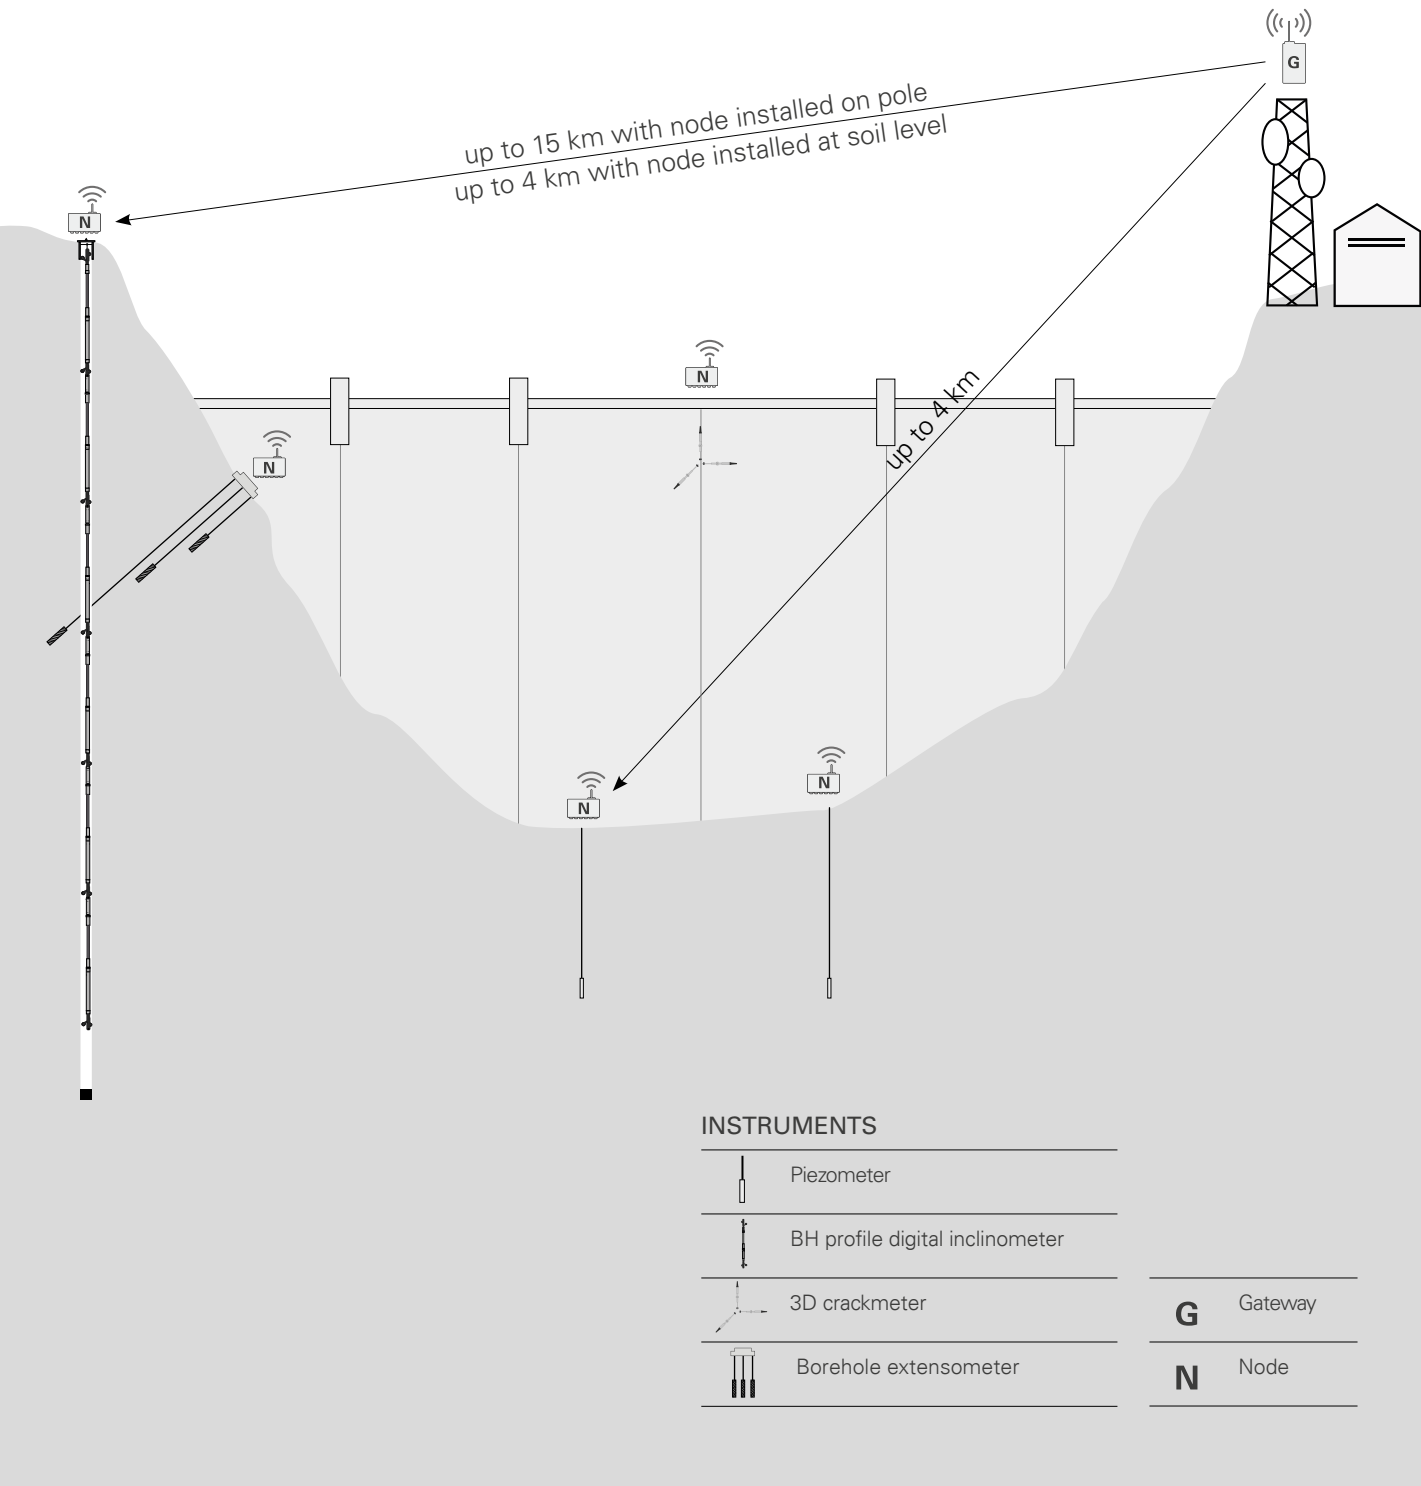 G
up to 15 km with node installed on pole
up to 4 km with node installed at soil level
N
N
up to 4 km
N
N
N
INSTRUMENTS
Piezometer
BH profile digital inclinometer
3D crackmeter
Borehole extensometer
G Gateway
N Node